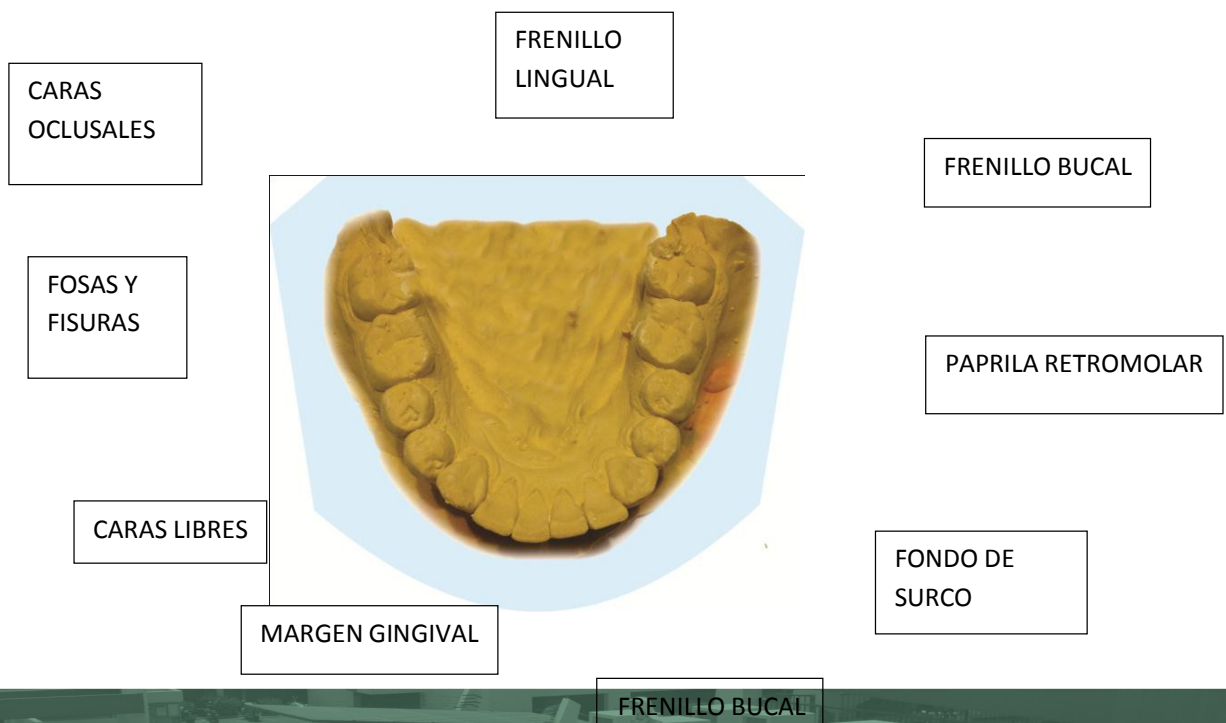 FRENILLO
LINGUAL
CARAS
OCLUSALES
FRENILLO BUCAL
FOSAS Y
FISURAS
PAPRILA RETROMOLAR
CARAS LIBRES
FONDO DE
SURCO
MARGEN GINGIVAL
FRENILLO BUCAL